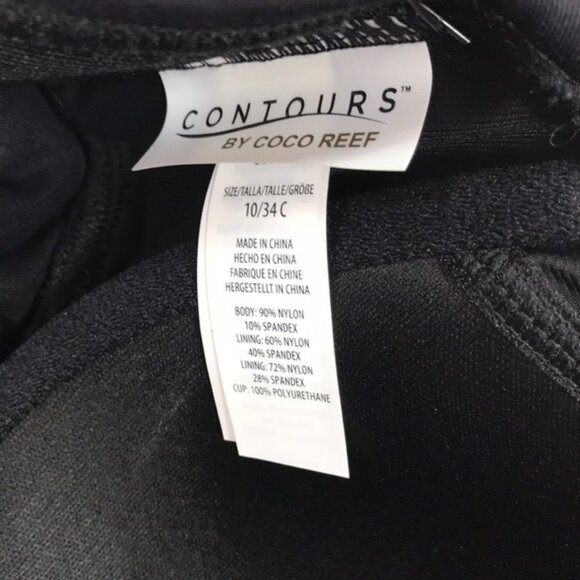 CONTOURS™
BY COCO REEF
SIZE/TALLA/TAILLE/GRÖBE
10/34 C
MADE IN CHINA
HECHO EN CHINA
FABRIQUE EN CHINE
HERGESTELLT IN CHINA
BODY: 90% NYLON
10% SPANDEX
LINING: 60% NYLON
40% SPANDEX
LINING: 72% NYLON
28% SPANDEX
CUP: 100% POLYURETHANE